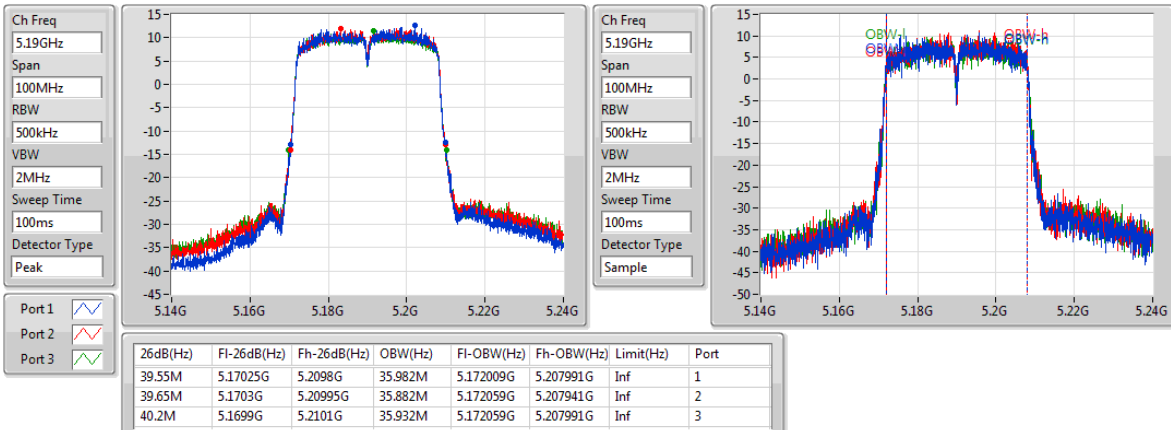 Ch Freq
5.19GHz
Span
100MHz
RBW
500kHz
VBW
2MHz
Sweep Time
100ms
Detector Type
Peak
Port 1
Port 2
Port 3
15
10
5
0
-5
-10
-15
-20
-25
-30
-35
-40
-45
5.14G 5.16G 5.18G 5.2G 5.22G 5.24G
Ch Freq
5.19GHz
Span
100MHz
RBW
500kHz
VBW
2MHz
Sweep Time
100ms
Detector Type
Sample
15
10
5
0
-5
-10
-15
-20
-25
-30
-35
-40
-45
-50
OBW-l
OBW-h
OBW-h
5.14G 5.16G 5.18G 5.2G 5.22G 5.24G
26dB(Hz) Fl-26dB(Hz) Fh-26dB(Hz) OBW(Hz) Fl-OBW(Hz) Fh-OBW(Hz) Limit(Hz) Port
39.55M 5.17025G 5.2098G 35.982M 5.172009G 5.207991G Inf 1
39.65M 5.1703G 5.20995G 35.882M 5.172059G 5.207941G Inf 2
40.2M 5.1699G 5.2101G 35.932M 5.172059G 5.207991G Inf 3